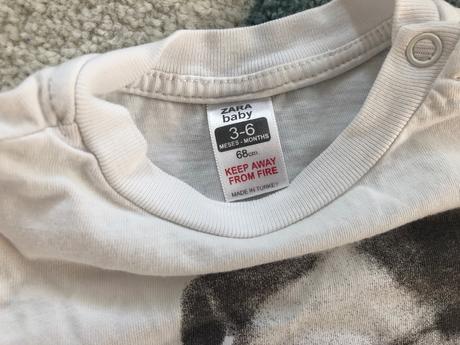 ZARA
baby
3-6
MESES - MONTHS
68cm.
KEEP AWAY
FROM FIRE
MADE IN TURKEY